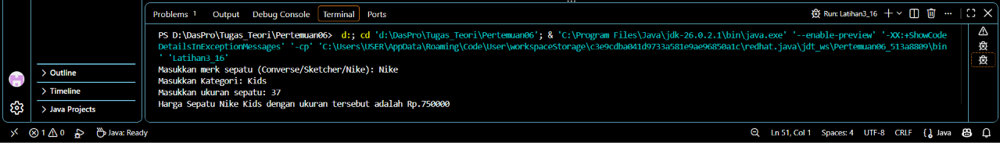 Problems 1 Output Debug Console Terminal Ports Run: Latihan3_16
PS D:\DasPro\Tugas_Teori\Pertemuan06> d:; cd 'd:\DasPro\Tugas_Teori\Pertemuan06'; & 'C:\Program Files\Java\jdk-26.0.2.1\bin\java.exe' '--enable-preview' '-XX:+ShowCode
DetailsInExceptionMessages' '-cp' 'C:\Users\USER\AppData\Roaming\Code\User\workspaceStorage\c3e9cdba041d9733a581e9ae96850a1c\redhat.java\jdt_ws\Pertemuan06_513a8809\bin
' 'Latihan3_16'
Masukkan merk sepatu (Converse/Sketcher/Nike): Nike
Masukkan Kategori: Kids
Masukkan ukuran sepatu: 37
Harga Sepatu Nike Kids dengan ukuran tersebut adalah Rp.750000
Outline
Timeline
Java Projects
1 0 Java: Ready Ln 51, Col 1 Spaces: 4 UTF-8 CRLF Java